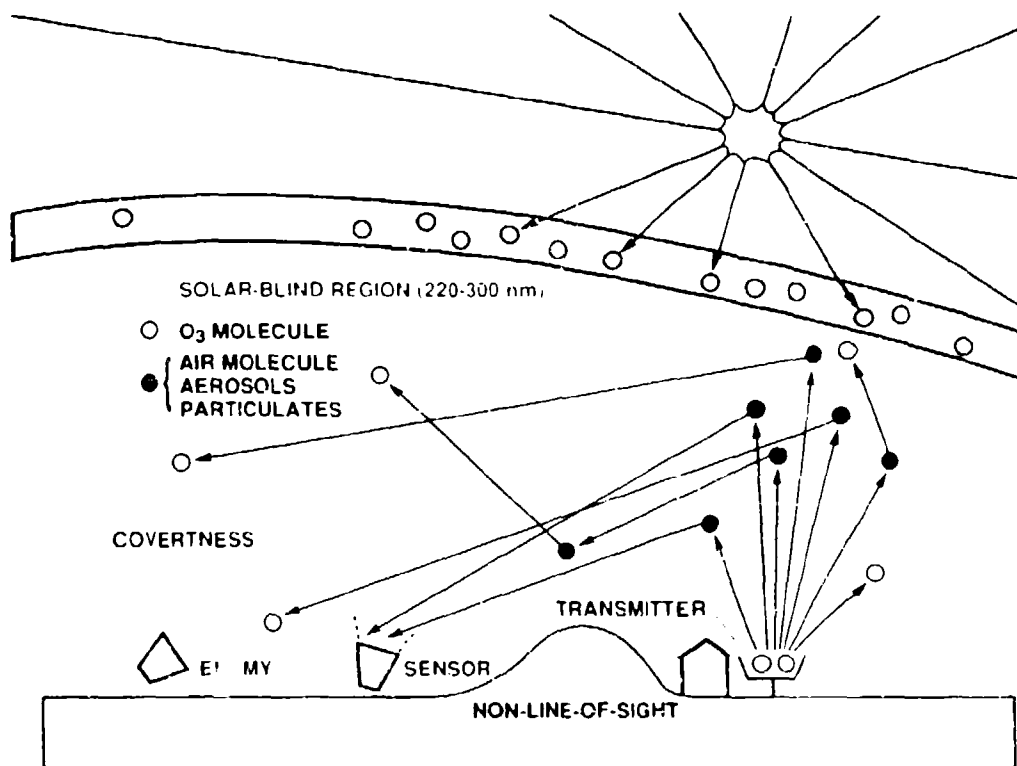 SOLAR-BLIND REGION (220-300 nm)
O3 MOLECULE
AIR MOLECULE
AEROSOLS
PARTICULATES
COVERTNESS
TRANSMITTER
SENSOR
NON-LINE-OF-SIGHT